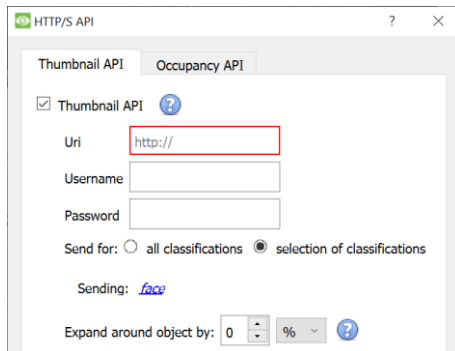 HTTP/S API
Thumbnail API Occupancy API
Thumbnail API
Uri http://
Username
Password
Send for: all classifications selection of classifications
Sending: face
Expand around object by: 0 %